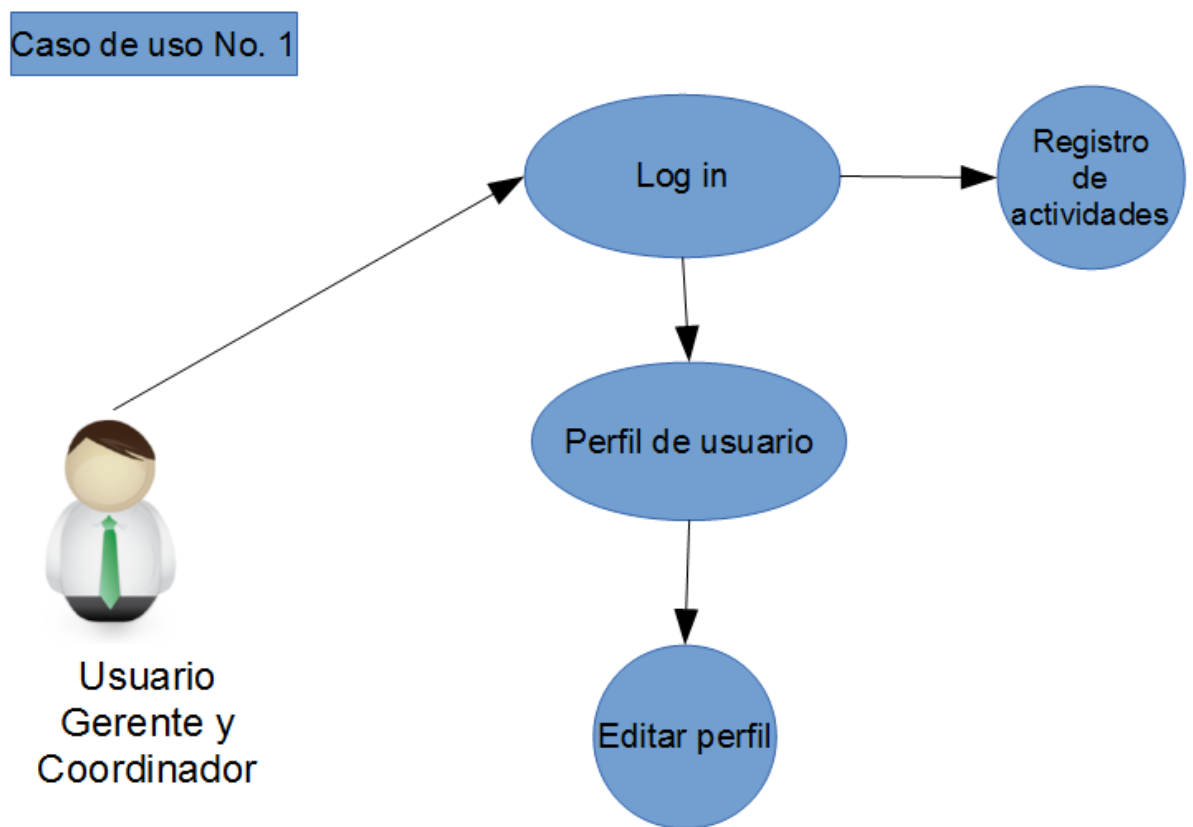 Caso de uso No. 1
Log in
Registro
de
actividades
Perfil de usuario
Editar perfil
Usuario
Gerente y
Coordinador